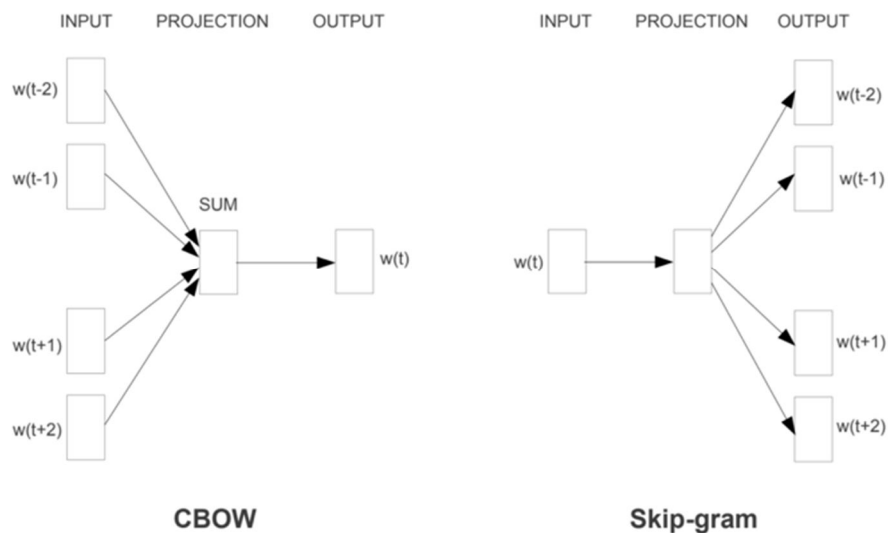 INPUT PROJECTION OUTPUT
w(t-2)
w(t-1)
SUM
w(t)
w(t+1)
w(t+2)
CBOW
INPUT PROJECTION OUTPUT
w(t-2)
w(t-1)
w(t)
w(t+1)
w(t+2)
Skip-gram